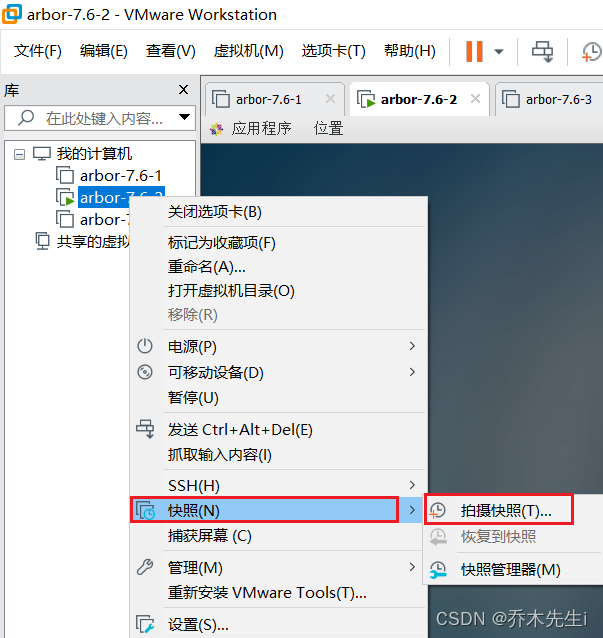 arbor-7.6-2 - VMware Workstation
文件(F) 编辑(E) 查看(V) 虚拟机(M) 选项卡(T) 帮助(H)
库
在此处键入内容...
arbor-7.6-1 arbor-7.6-2 arbor-7.6-3
应用程序 位置
我的计算机
arbor-7.6-1
arbor-7.6-2
arbor-7
共享的虚拟
关闭选项卡(B)
标记为收藏项(F)
重命名(A)...
打开虚拟机目录(O)
移除(R)
电源(P)
可移动设备(D)
暂停(U)
发送 Ctrl+Alt+Del(E)
抓取输入内容(I)
SSH(H)
快照(N)
捕获屏幕 (C)
管理(M)
重新安装 VMware Tools(T)...
设置(S)...
拍摄快照(T)...
恢复到快照
快照管理器(M)
CSDN @乔木先生i